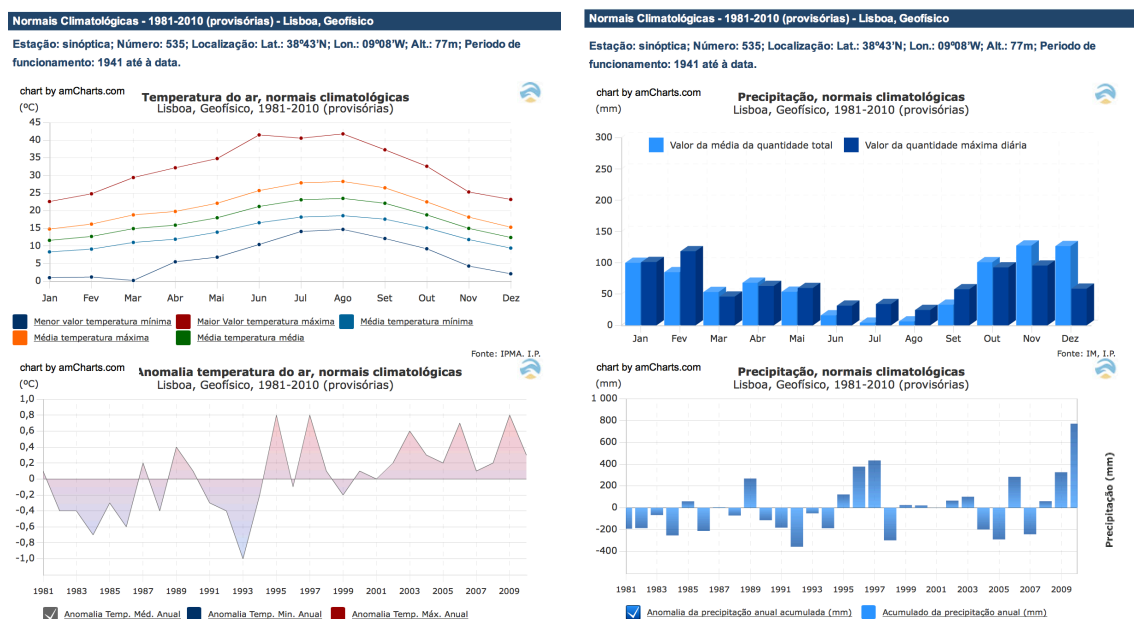 Normais Climatológicas - 1981-2010 (provisórias) - Lisboa, Geofísico
Estação: sinóptica; Número: 535; Localização: Lat.: 38º43'N; Lon.: 09º08'W; Alt.: 77m; Periodo de
funcionamento: 1941 até à data.
chart by amCharts.com
(ºC)
Temperatura do ar, normais climatológicas
Lisboa, Geofísico, 1981-2010 (provisórias)
45
40
35
30
25
20
15
10
5
0
Jan Fev Mar Abr Mai Jun Jul Ago Set Out Nov Dez
Menor valor temperatura mínima Maior Valor temperatura máxima Média temperatura mínima
Média temperatura máxima Média temperatura média
Fonte: IPMA, I.P.
chart by amCharts.com
(ºC)
Anomalia temperatura do ar, normais climatológicas
Lisboa, Geofísico, 1981-2010 (provisórias)
1,0
0,8
0,6
0,4
0,2
0
-0,2
-0,4
-0,6
-0,8
-1,0
1981 1983 1985 1987 1989 1991 1993 1995 1997 1999 2001 2003 2005 2007 2009
Anomalia Temp. Méd. Anual Anomalia Temp. Min. Anual Anomalia Temp. Máx. Anual
Normais Climatológicas - 1981-2010 (provisórias) - Lisboa, Geofísico
Estação: sinóptica; Número: 535; Localização: Lat.: 38º43'N; Lon.: 09º08'W; Alt.: 77m; Periodo de
funcionamento: 1941 até à data.
chart by amCharts.com
(mm)
Precipitação, normais climatológicas
Lisboa, Geofísico, 1981-2010 (provisórias)
Valor da média da quantidade total Valor da quantidade máxima diária
300
250
200
150
100
50
0
Jan Fev Mar Abr Mai Jun Jul Ago Set Out Nov Dez
Fonte: IM, I.P.
chart by amCharts.com
(mm)
Precipitação, normais climatológicas
Lisboa, Geofísico, 1981-2010 (provisórias)
1 000
800
600
400
200
0
-200
-400
Precipitação (mm)
1981 1983 1985 1987 1989 1991 1993 1995 1997 1999 2001 2003 2005 2007 2009
Anomalia da precipitação anual acumulada (mm) Acumulado da precipitação anual (mm)